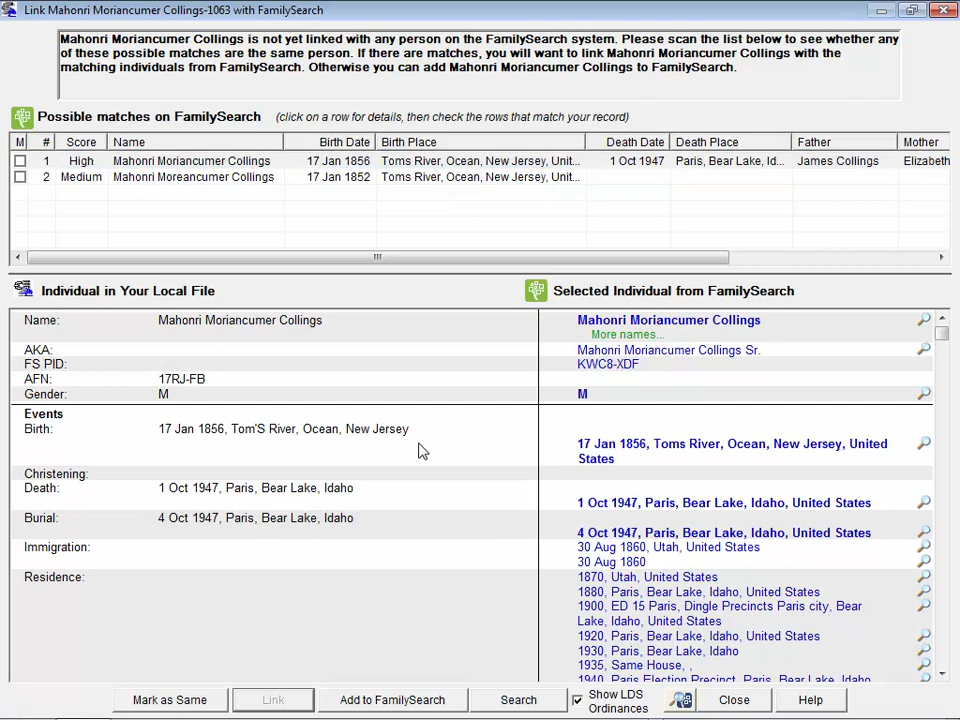 Link Mahonri Moriancumer Collings-1063 with FamilySearch
Mahonri Moriancumer Collings is not yet linked with any person on the FamilySearch system. Please scan the list below to see whether any
of these possible matches are the same person. If there are matches, you will want to link Mahonri Moriancumer Collings with the
matching individuals from FamilySearch. Otherwise you can add Mahonri Moriancumer Collings to FamilySearch.
Possible matches on FamilySearch (click on a row for details, then check the rows that match your record)
M # Score Name Birth Date Birth Place Death Date Death Place Father Mother
1 High Mahonri Moriancumer Collings 17 Jan 1856 Toms River, Ocean, New Jersey, Unit... 1 Oct 1947 Paris, Bear Lake, Id... James Collings Elizabeth
2 Medium Mahonri Moreancumer Collings 17 Jan 1852 Toms River, Ocean, New Jersey, Unit...
Individual in Your Local File Selected Individual from FamilySearch
Name: Mahonri Moriancumer Collings Mahonri Moriancumer Collings
More names...
AKA: Mahonri Moriancumer Collings Sr.
FS PID: KWC8-XDF
AFN: 17RJ-FB
Gender: M M
Events
Birth: 17 Jan 1856, Tom'S River, Ocean, New Jersey
17 Jan 1856, Toms River, Ocean, New Jersey, United
States
Christening:
Death: 1 Oct 1947, Paris, Bear Lake, Idaho
1 Oct 1947, Paris, Bear Lake, Idaho, United States
Burial: 4 Oct 1947, Paris, Bear Lake, Idaho
4 Oct 1947, Paris, Bear Lake, Idaho, United States
Immigration: 30 Aug 1860, Utah, United States
30 Aug 1860
Residence: 1870, Utah, United States
1880, Paris, Bear Lake, Idaho, United States
1900, ED 15 Paris, Dingle Precincts Paris city, Bear
Lake, Idaho, United States
1920, Paris, Bear Lake, Idaho, United States
1930, Paris, Bear Lake, Idaho
1935, Same House, ,
1940, Paris Election Precinct, Paris, Bear Lake
Mark as Same Link Add to FamilySearch Search Show LDS Ordinances Close Help